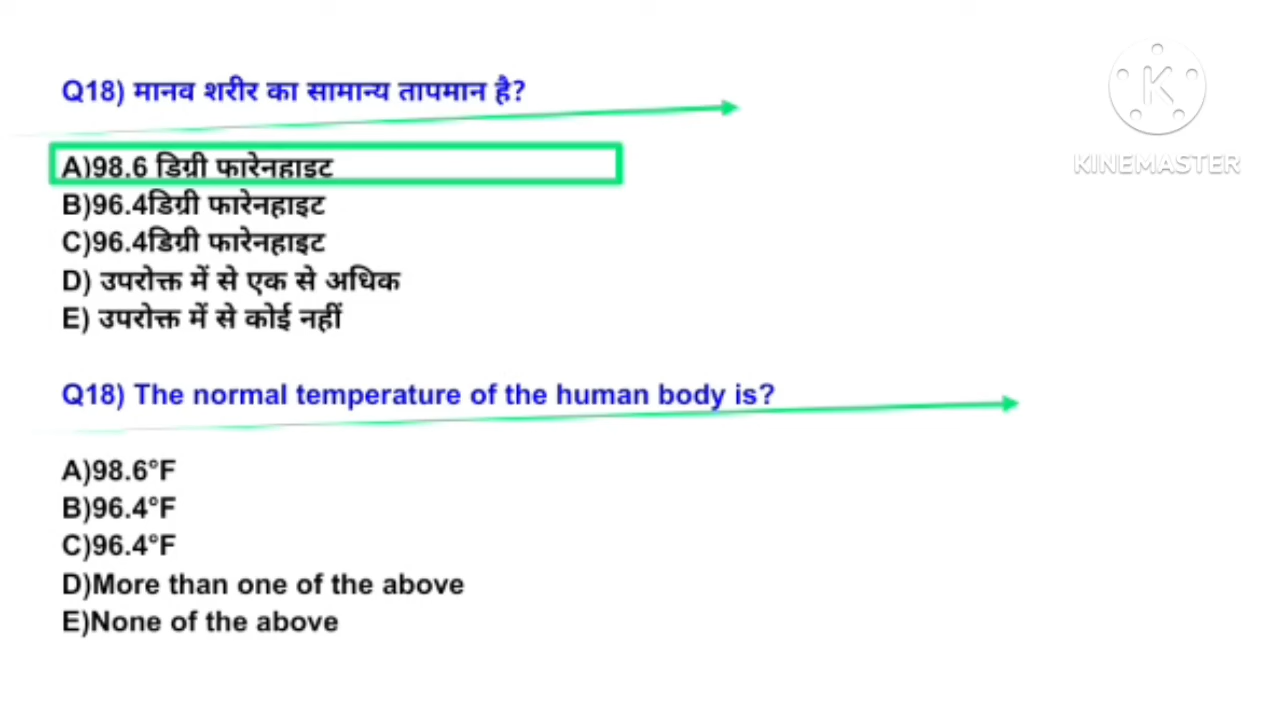 Q18) मानव शरीर का सामान्य तापमान है?
KINEMASTER
A)98.6 डिग्री फारेनहाइट
B)96.4डिग्री फारेनहाइट
C)96.4डिग्री फारेनहाइट
D) उपरोक्त में से एक से अधिक
E) उपरोक्त में से कोई नहीं
Q18) The normal temperature of the human body is?
A)98.6°F
B)96.4°F
C)96.4°F
D)More than one of the above
E)None of the above